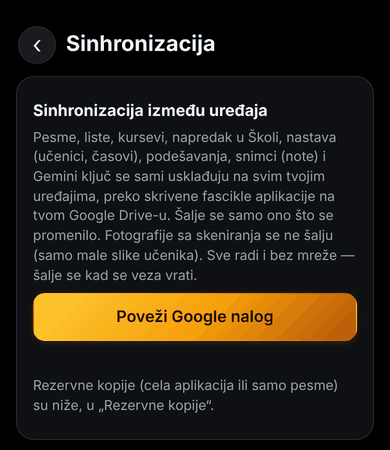 Sinhronizacija
Sinhronizacija između uređaja
Pesme, liste, kursevi, napredak u Školi, nastava
(učenici, časovi), podešavanja, snimci (note) i
Gemini ključ se sami usklađuju na svim tvojim
uređajima, preko skrivene fascikle aplikacije na
tvom Google Drive-u. Šalje se samo ono što se
promenilo. Fotografije sa skeniranja se ne šalju
(samo male slike učenika). Sve radi i bez mreže —
šalje se kad se veza vrati.
Poveži Google nalog
Rezervne kopije (cela aplikacija ili samo pesme)
su niže, u „Rezervne kopije“.